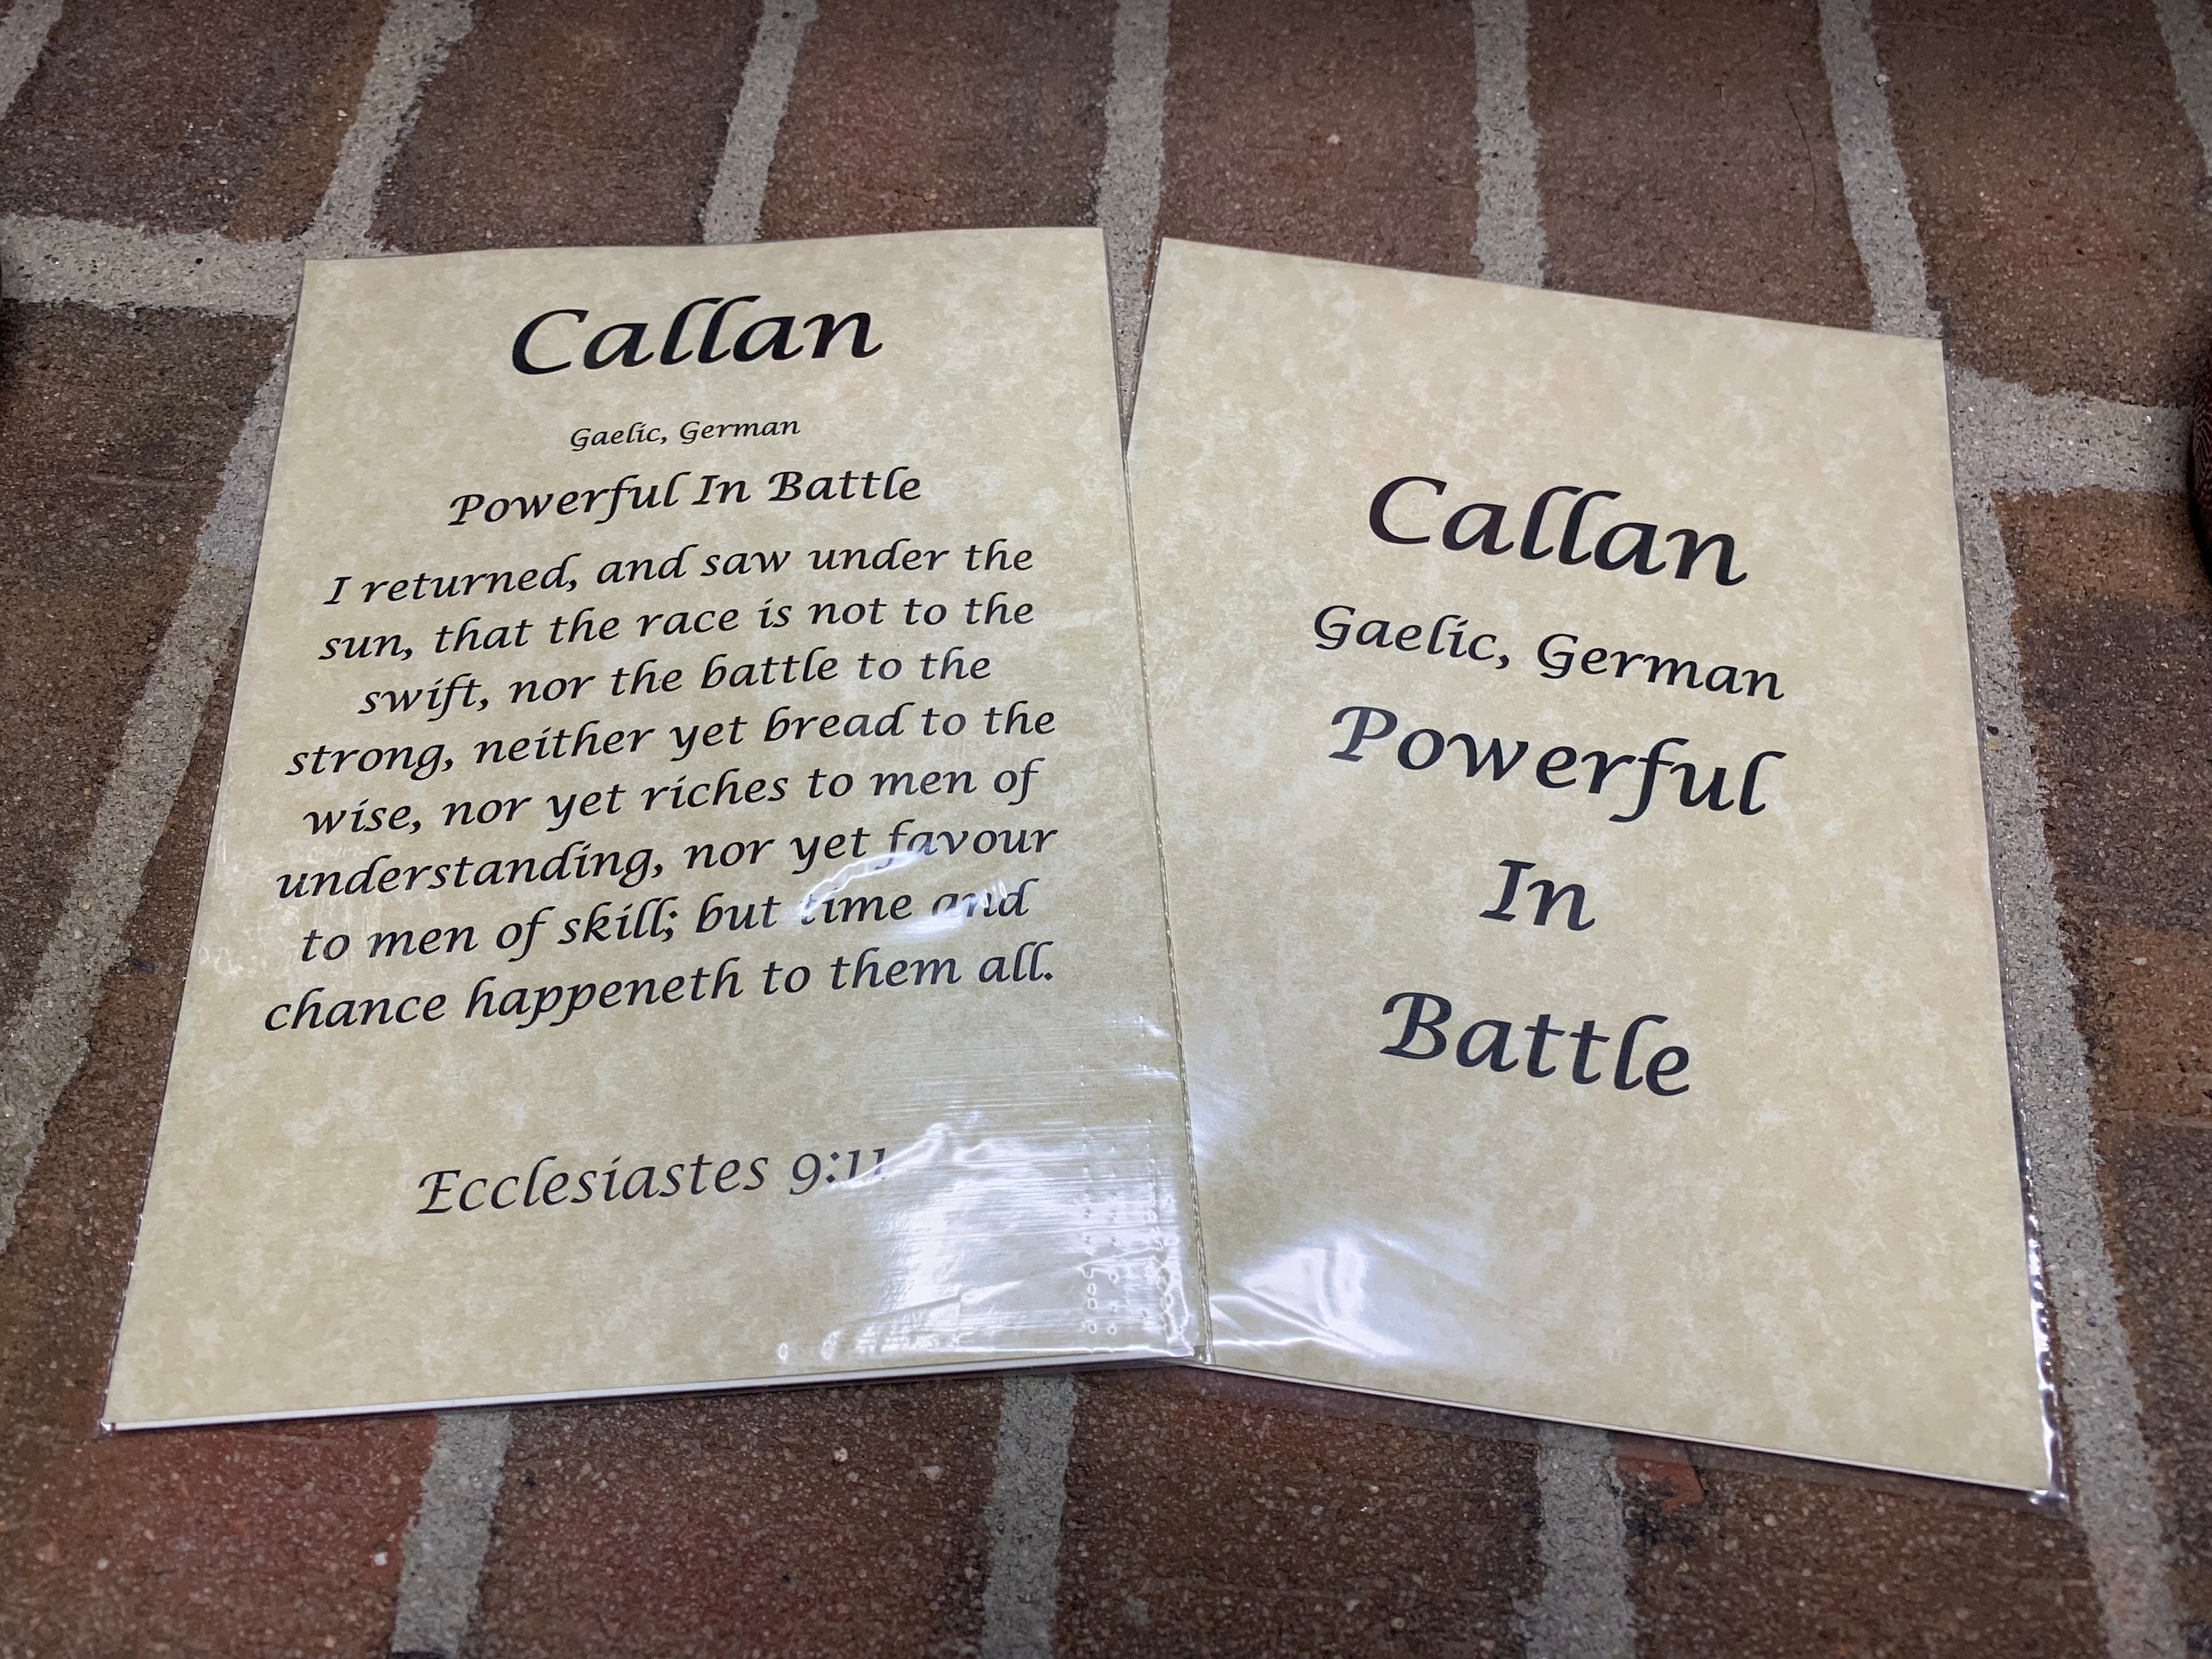 Callan
Gaelic, German
Powerful In Battle
I returned, and saw under the
sun, that the race is not to the
swift, nor the battle to the
strong, neither yet bread to the
wise, nor yet riches to men of
understanding, nor yet favour
to men of skill; but time and
chance happeneth to them all.
Ecclesiastes 9:11
Callan
Gaelic, German
Powerful
In
Battle